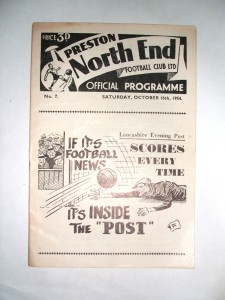 PRICE 3D
PRESTON
North End
FOOTBALL CLUB LTD
OFFICIAL PROGRAMME
No. 7.
SATURDAY, OCTOBER 16th, 1954.
Lancashire Evening Post
IF IT'S
FOOTBALL
NEWS
SCORES
EVERY
TIME
IT'S INSIDE
THE "POST"